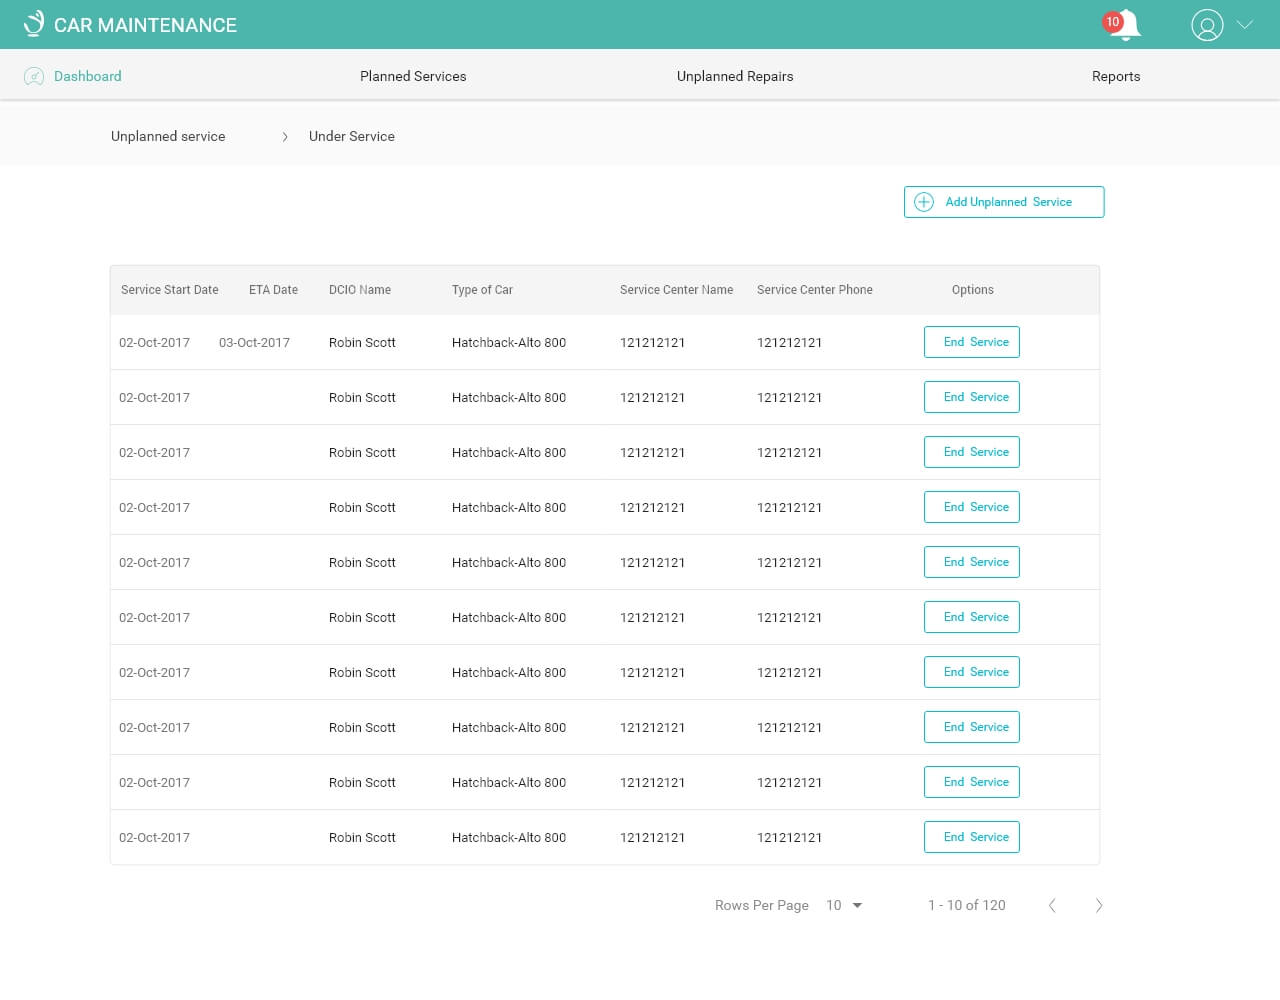 CAR MAINTENANCE 10
Dashboard Planned Services Unplanned Repairs Reports
Unplanned service > Under Service
Add Unplanned Service
Service Start Date ETA Date DCIO Name Type of Car Service Center Name Service Center Phone Options
02-Oct-2017 03-Oct-2017 Robin Scott Hatchback-Alto 800 121212121 121212121 End Service
02-Oct-2017 Robin Scott Hatchback-Alto 800 121212121 121212121 End Service
02-Oct-2017 Robin Scott Hatchback-Alto 800 121212121 121212121 End Service
02-Oct-2017 Robin Scott Hatchback-Alto 800 121212121 121212121 End Service
02-Oct-2017 Robin Scott Hatchback-Alto 800 121212121 121212121 End Service
02-Oct-2017 Robin Scott Hatchback-Alto 800 121212121 121212121 End Service
02-Oct-2017 Robin Scott Hatchback-Alto 800 121212121 121212121 End Service
02-Oct-2017 Robin Scott Hatchback-Alto 800 121212121 121212121 End Service
02-Oct-2017 Robin Scott Hatchback-Alto 800 121212121 121212121 End Service
02-Oct-2017 Robin Scott Hatchback-Alto 800 121212121 121212121 End Service
Rows Per Page 10 1 - 10 of 120